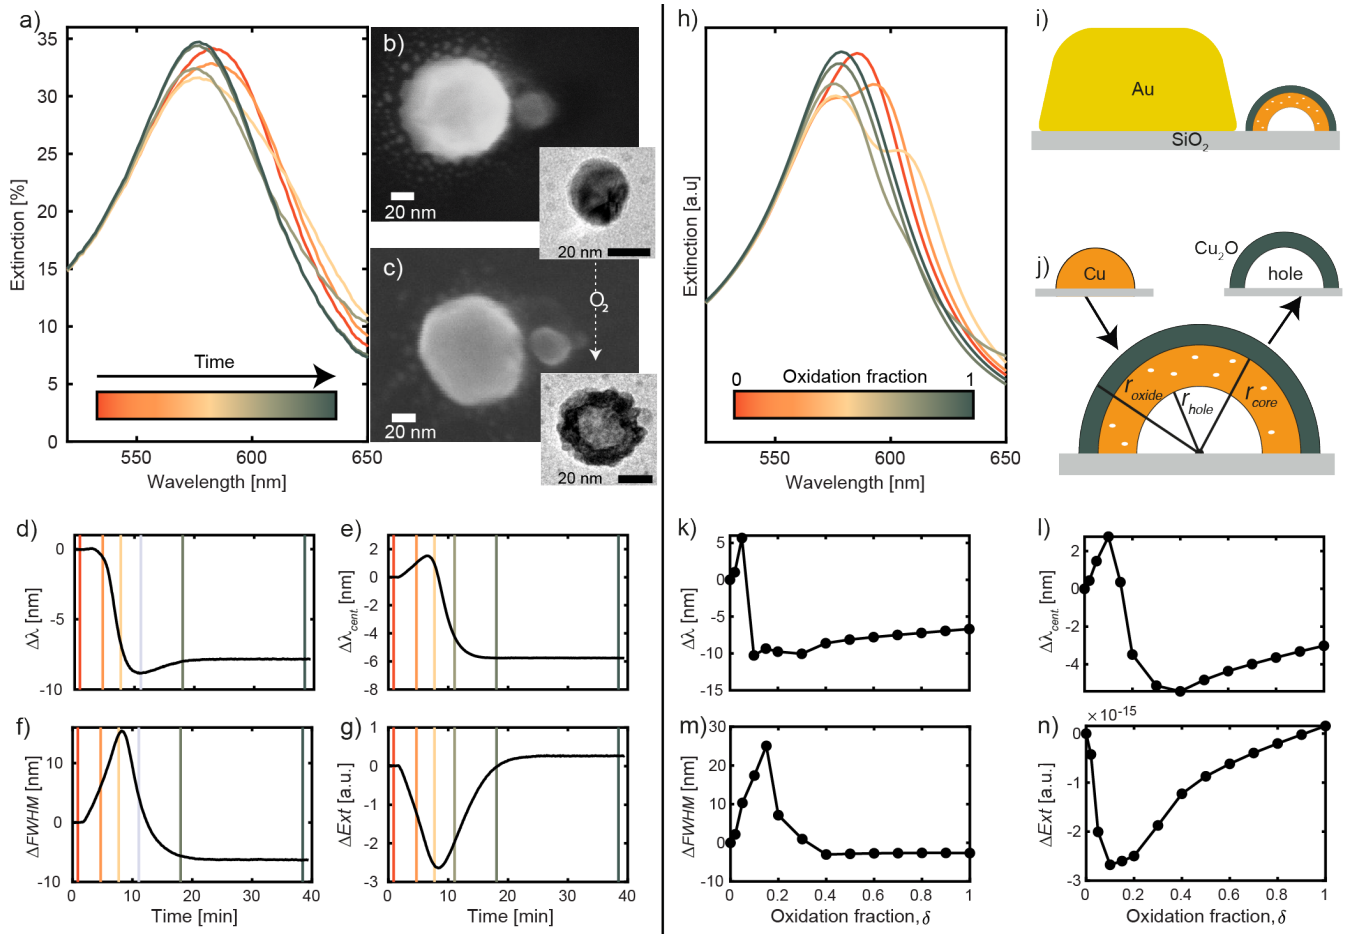 a)
35
30
25
20
15
10
5
0
Extinction [%]
Time
550
600
650
Wavelength [nm]
b)
20 nm
20 nm
c)
O2
20 nm
20 nm
h)
Extinction [a.u]
0 Oxidation fraction 1
550
600
650
Wavelength [nm]
i)
Au
SiO2
j)
Cu
Cu2O
hole
r oxide
r hole
r core
d)
0
-5
-10
Δλ [nm]
e)
2
0
-2
-4
-6
-8
Δλcent. [nm]
f)
10
0
-10
ΔFWHM [nm]
0 10 20 30 40
Time [min]
g)
1
0
-1
-2
-3
ΔExt [a.u.]
0 10 20 30 40
Time [min]
k)
5
0
-5
-10
-15
Δλ [nm]
l)
2
0
-2
-4
Δλcent. [nm]
m)
30
20
10
0
-10
ΔFWHM [nm]
0 0.2 0.4 0.6 0.8 1
Oxidation fraction, δ
n)
×10-15
0
-1
-2
-3
ΔExt [a.u.]
0 0.2 0.4 0.6 0.8 1
Oxidation fraction, δ